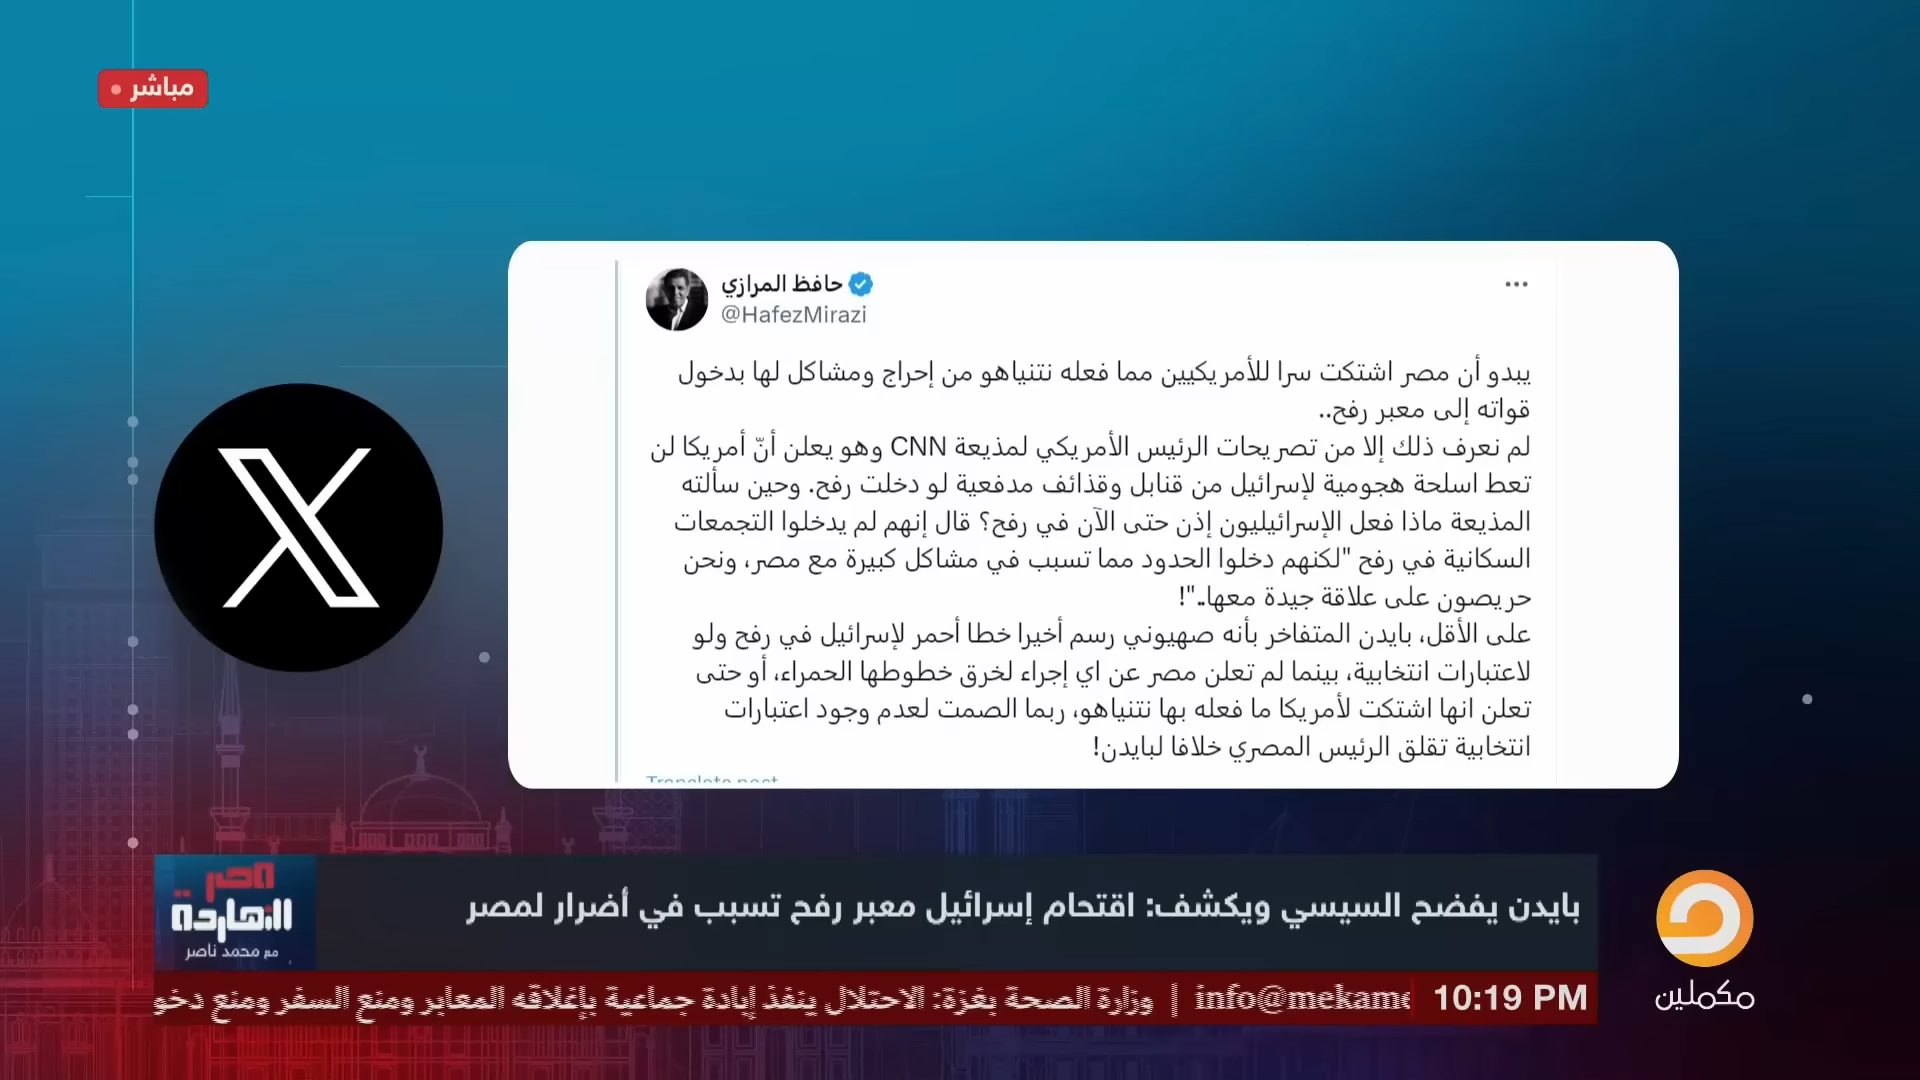 مباشر
حافظ المرازي
@HafezMirazi
يبدو أن مصر اشتكت سرا للأمريكيين مما فعله نتنياهو من إحراج ومشاكل لها بدخول
قواته إلى معبر رفح..
لم نعرف ذلك إلا من تصريحات الرئيس الأمريكي لمذيعة CNN وهو يعلن أنّ أمريكا لن
تعط اسلحة هجومية لإسرائيل من قنابل وقذائف مدفعية لو دخلت رفح. وحين سألته
المذيعة ماذا فعل الإسرائيليون إذن حتى الآن في رفح؟ قال إنهم لم يدخلوا التجمعات
السكانية في رفح "لكنهم دخلوا الحدود مما تسبب في مشاكل كبيرة مع مصر، ونحن
حريصون على علاقة جيدة معها.."!
على الأقل، بايدن المتفاخر بأنه صهيوني رسم أخيرا خطا أحمر لإسرائيل في رفح ولو
لاعتبارات انتخابية، بينما لم تعلن مصر عن اي إجراء لخرق خطوطها الحمراء، أو حتى
تعلن انها اشتكت لأمريكا ما فعله بها نتنياهو، ربما الصمت لعدم وجود اعتبارات
انتخابية تقلق الرئيس المصري خلافا لبايدن!
Translate post
مصر
النهاردة
مع محمد ناصر
بايدن يفضح السيسي ويكشف: اقتحام إسرائيل معبر رفح تسبب في أضرار لمصر
10:19 PM
info@mekame | وزارة الصحة بغزة: الاحتلال ينفذ إبادة جماعية بإغلاقه المعابر ومنع السفر ومنع دخو
مكملين